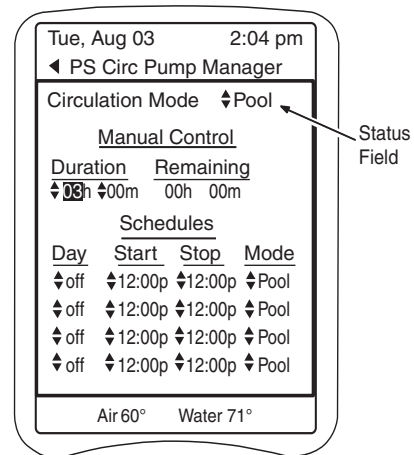 Tue, Aug 03 2:04 pm
◀ PS Circ Pump Manager
Circulation Mode ♦Pool
Status
Field
Manual Control
Duration Remaining
♦03h ♦00m 00h 00m
Schedules
Day Start Stop Mode
♦off ♦12:00p ♦12:00p ♦Pool
♦off ♦12:00p ♦12:00p ♦Pool
♦off ♦12:00p ♦12:00p ♦Pool
♦off ♦12:00p ♦12:00p ♦Pool
Air 60° Water 71°